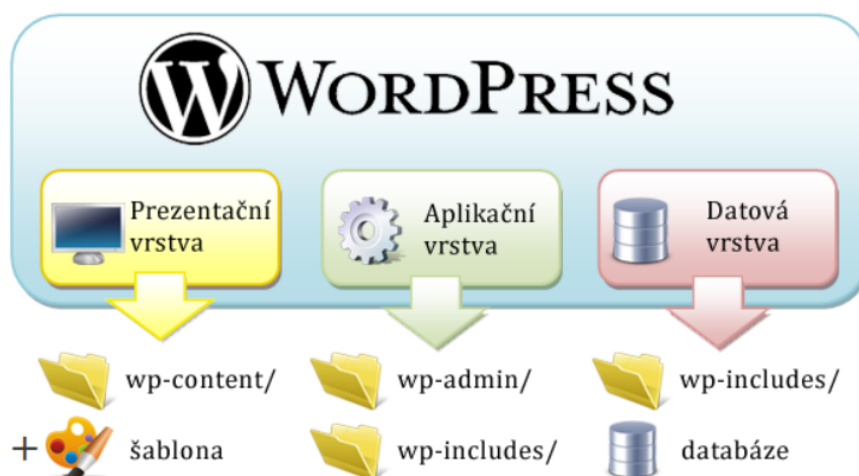 WORDPRESS
Prezentační
vrstva
Aplikační
vrstva
Datová
vrstva
wp-content/
wp-admin/
wp-includes/
+ šablona
wp-includes/
databáze